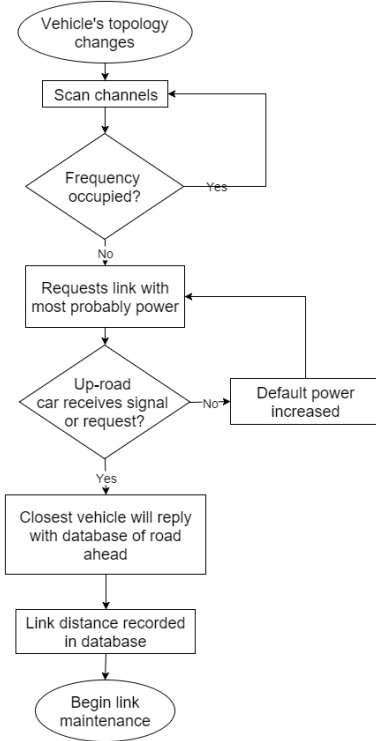 Vehicle's topology
changes
Scan channels
Frequency
occupied?
Yes
No
Requests link with
most probably power
Up-road
car receives signal
or request?
No
Default power
increased
Yes
Closest vehicle will reply
with database of road
ahead
Link distance recorded
in database
Begin link
maintenance